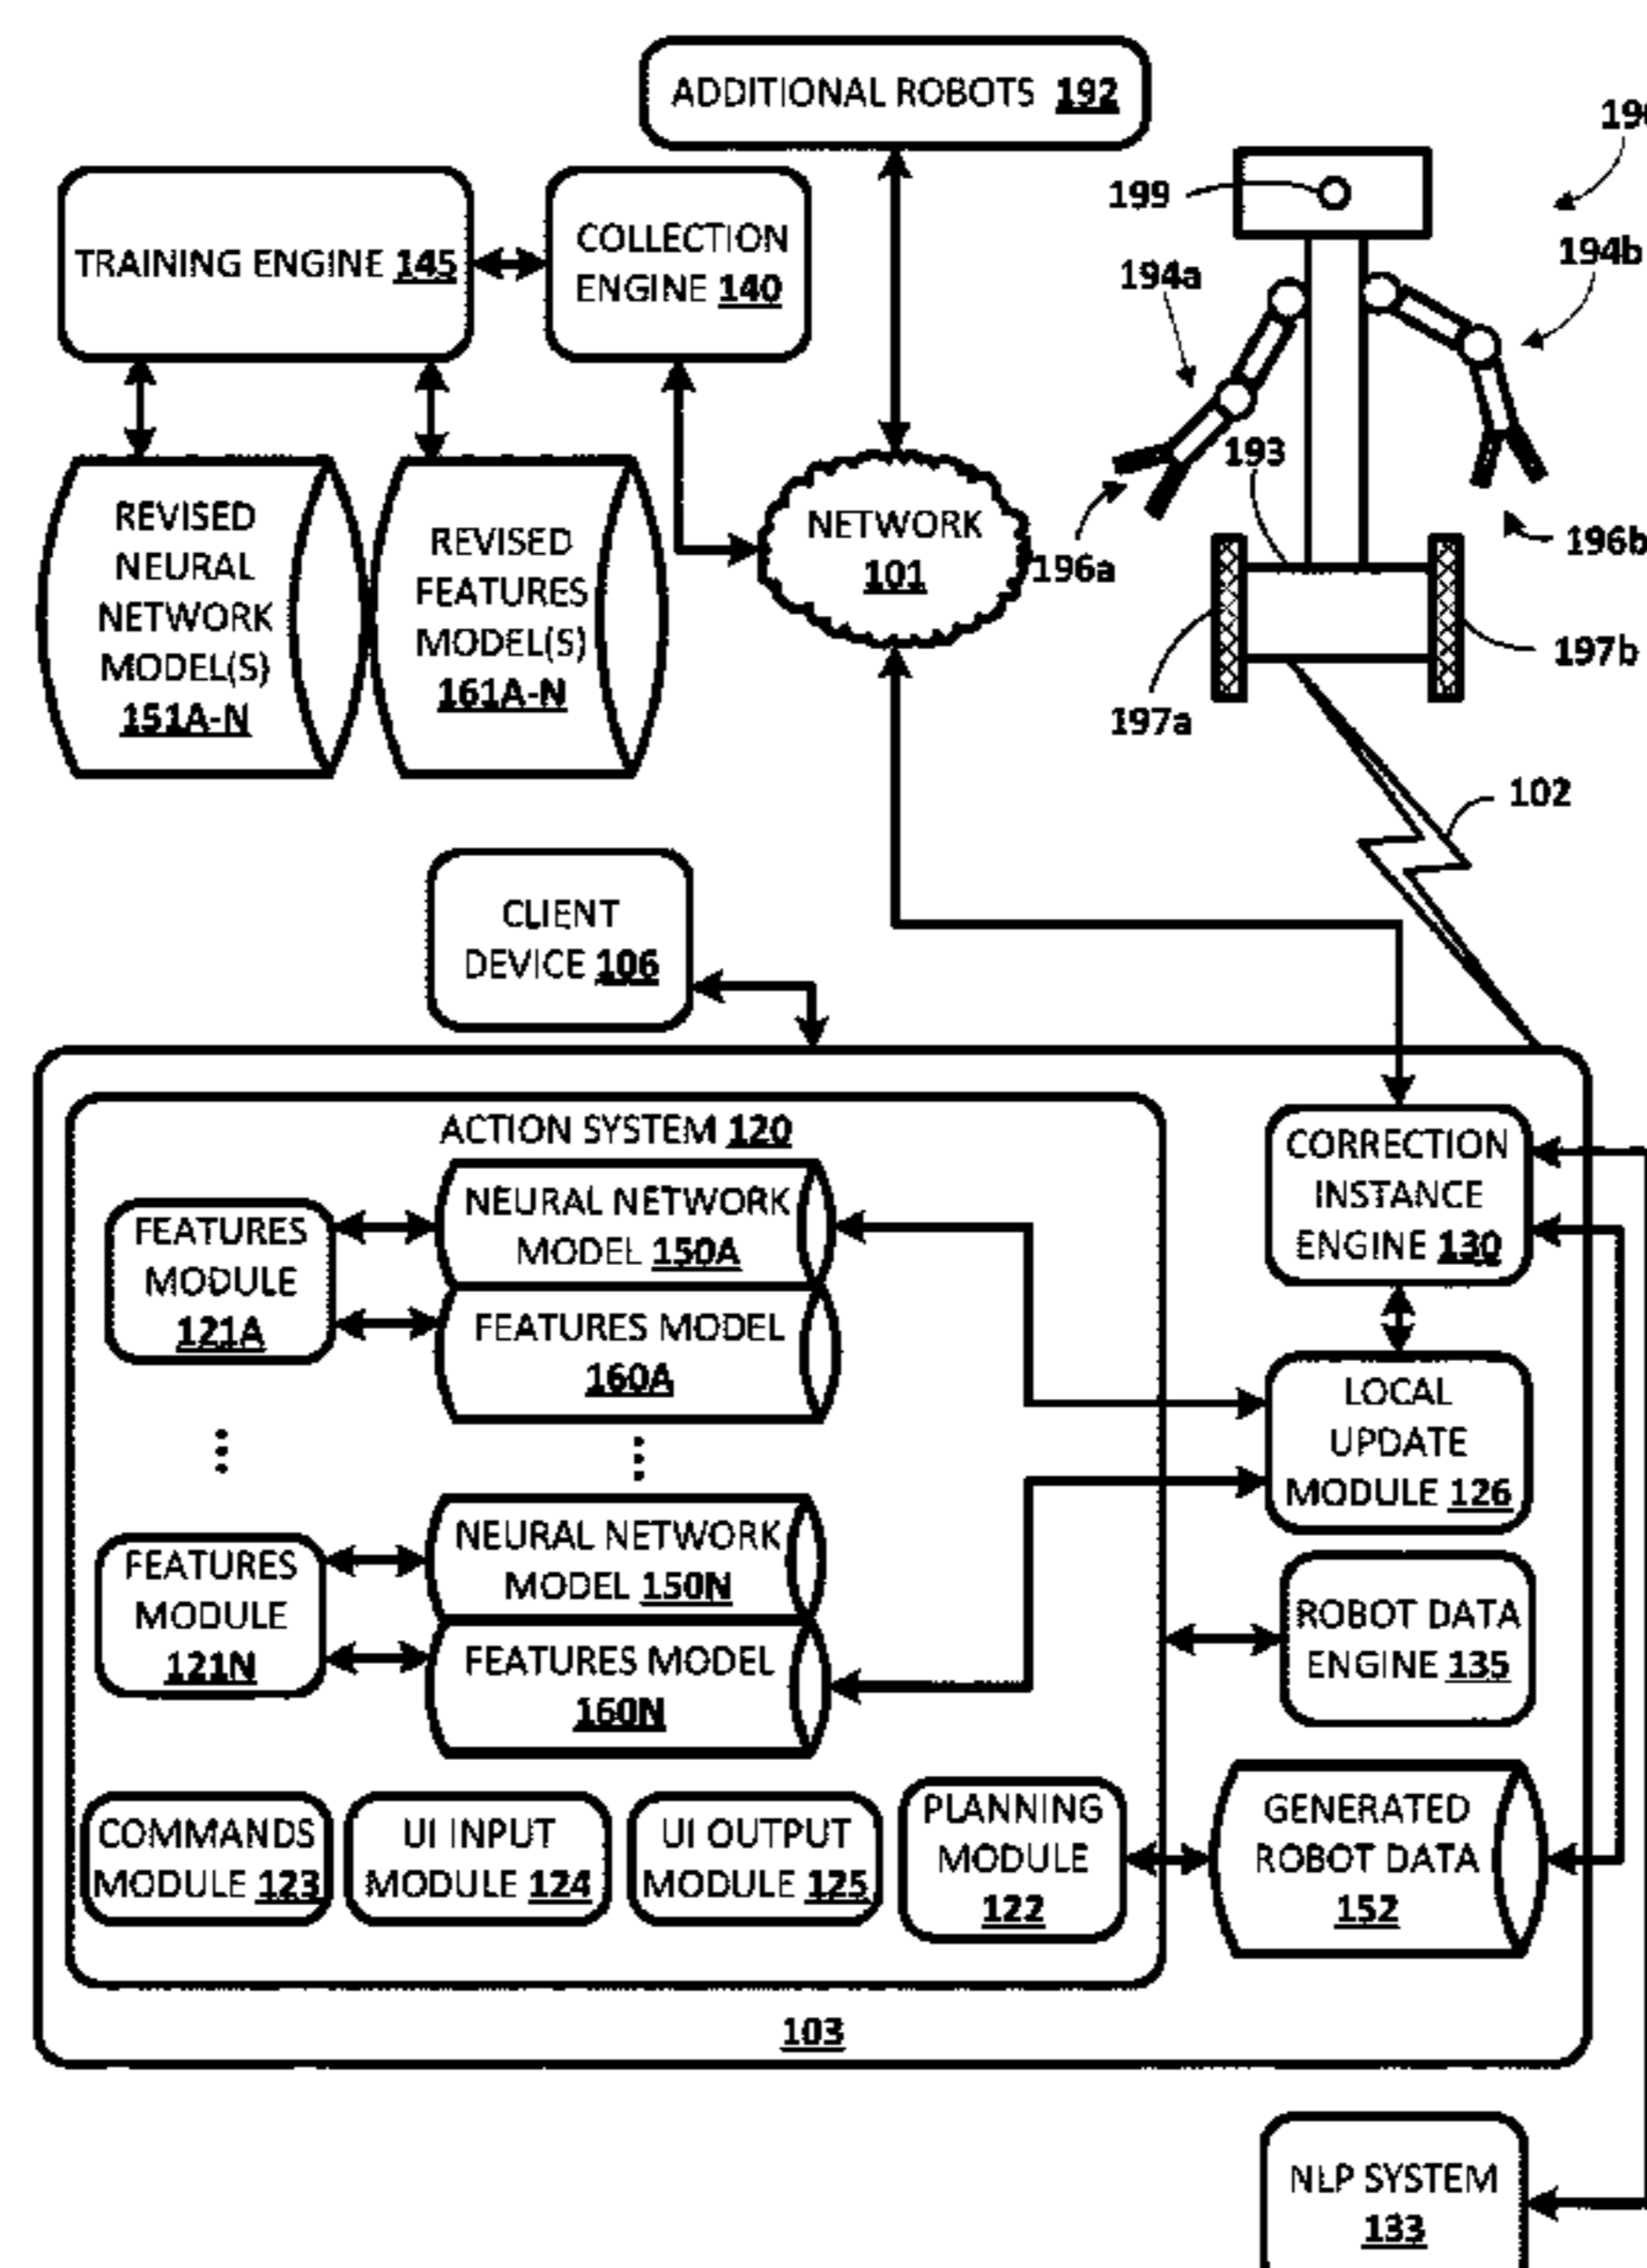 ADDITIONAL ROBOTS 192
199
194a
194b
TRAINING ENGINE 145
COLLECTION
ENGINE 140
193
196a
196b
197a
197b
REVISED
NEURAL
NETWORK
MODEL(S)
151A-N
REVISED
FEATURES
MODEL(S)
161A-N
NETWORK
101
102
CLIENT
DEVICE 106
ACTION SYSTEM 120
FEATURES
MODULE
121A
NEURAL NETWORK
MODEL 150A
FEATURES MODEL
160A
CORRECTION
INSTANCE
ENGINE 130
LOCAL
UPDATE
MODULE 126
FEATURES
MODULE
121N
NEURAL NETWORK
MODEL 150N
FEATURES MODEL
160N
ROBOT DATA
ENGINE 135
COMMANDS
MODULE 123
UI INPUT
MODULE 124
UI OUTPUT
MODULE 125
PLANNING
MODULE
122
GENERATED
ROBOT DATA
152
103
NLP SYSTEM
133